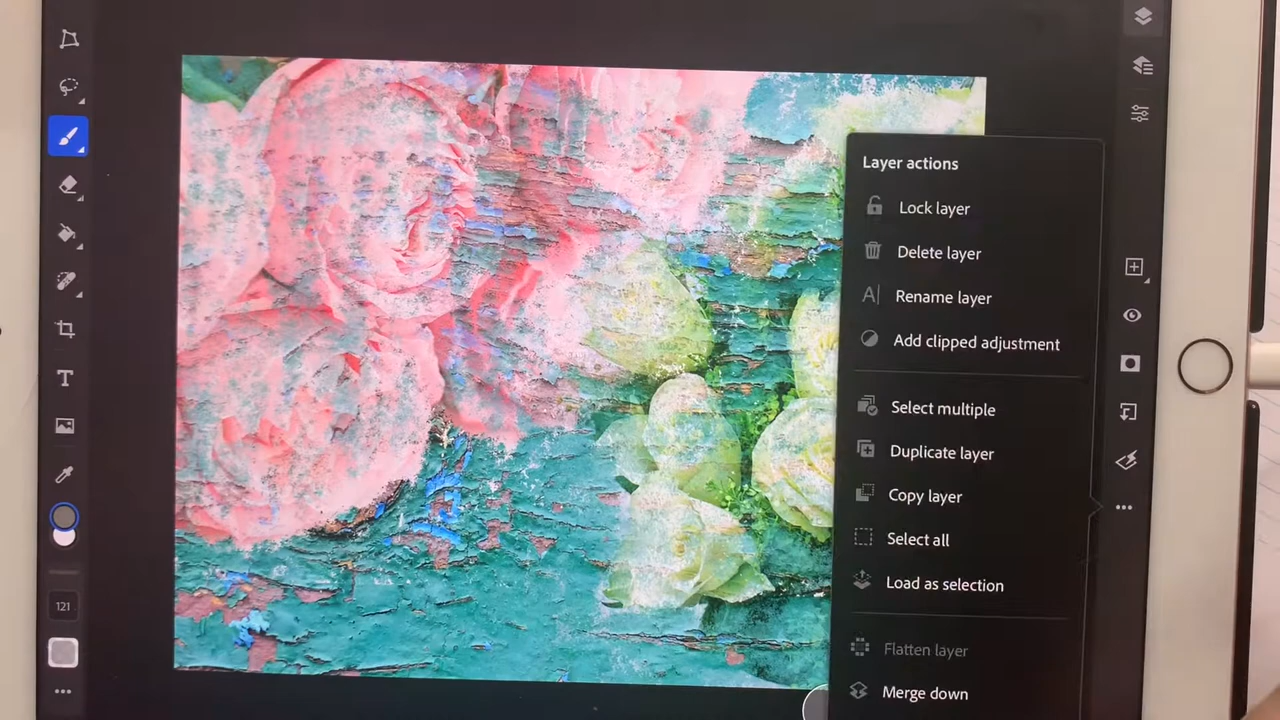 Layer actions
Lock layer
Delete layer
Rename layer
Add clipped adjustment
Select multiple
Duplicate layer
Copy layer
Select all
Load as selection
Flatten layer
Merge down
121